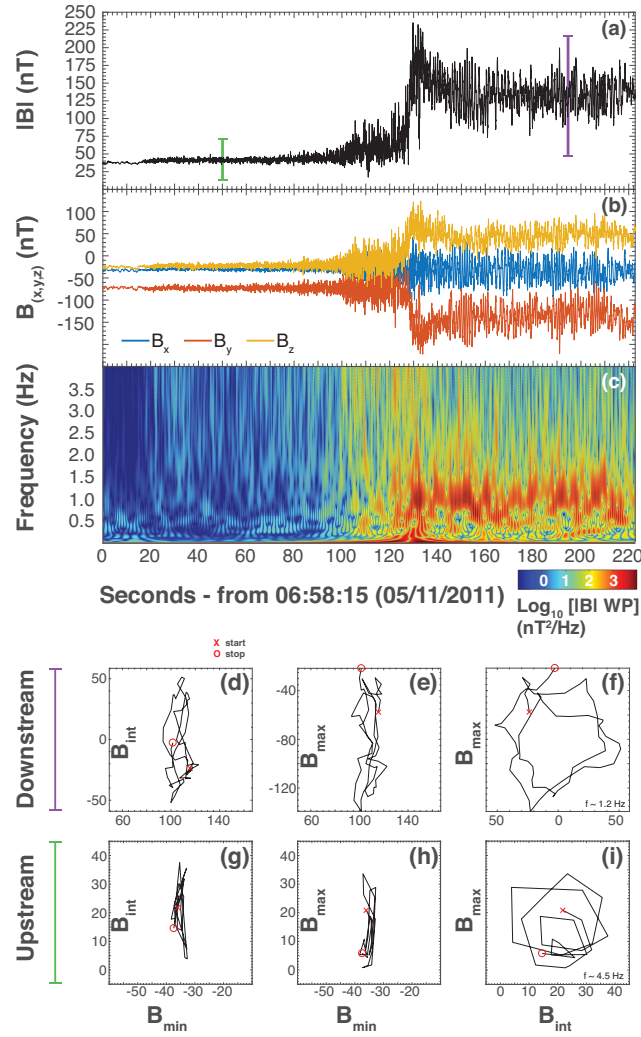 250
225
200
175
150
125
100
75
50
25
|B| (nT)
(a)
100
50
0
-50
-100
-150
B(x,y,z) (nT)
(b)
Bx By Bz
3.5
3.0
2.5
2.0
1.5
1.0
0.5
Frequency (Hz)
(c)
0 20 40 60 80 100 120 140 160 180 200 220
Seconds - from 06:58:15 (05/11/2011)
0 1 2 3
Log10 [|B| WP]
(nT2/Hz)
x start
o stop
Downstream
50
0
-50
Bint
(d)
60 100 140
-40
-80
-120
Bmax
(e)
60 100 140
Bmax
(f)
f ~ 1.2 Hz
50 0 50
Upstream
40
30
20
10
0
Bint
(g)
-50 -40 -30 -20
Bmin
40
30
20
10
0
Bmax
(h)
-50 -40 -30 -20
Bmin
40
30
20
10
0
Bmax
(i)
f ~ 4.5 Hz
0 10 20 30 40
Bint